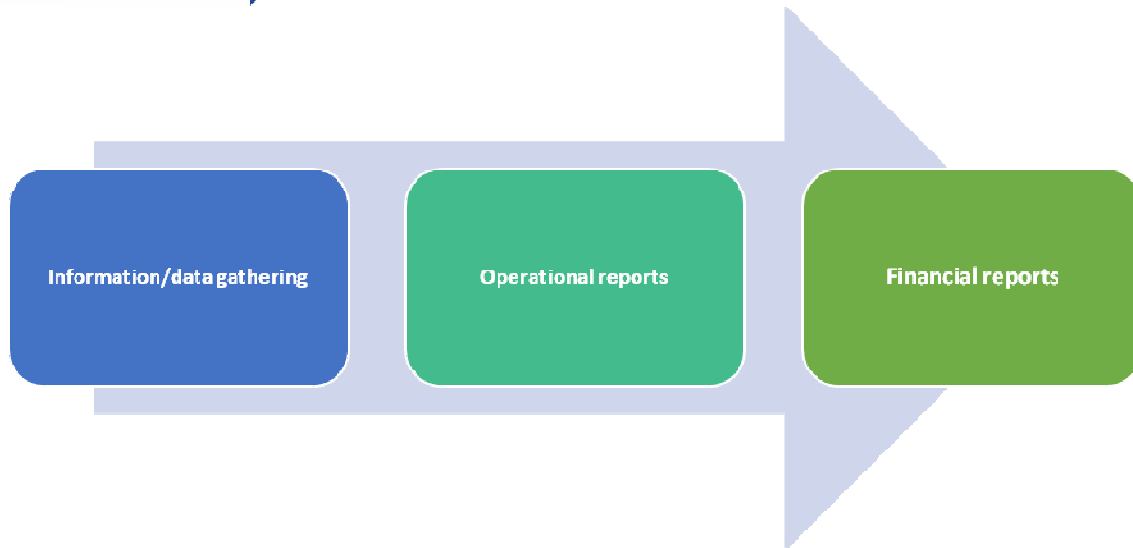 Information/data gathering
Operational reports
Financial reports